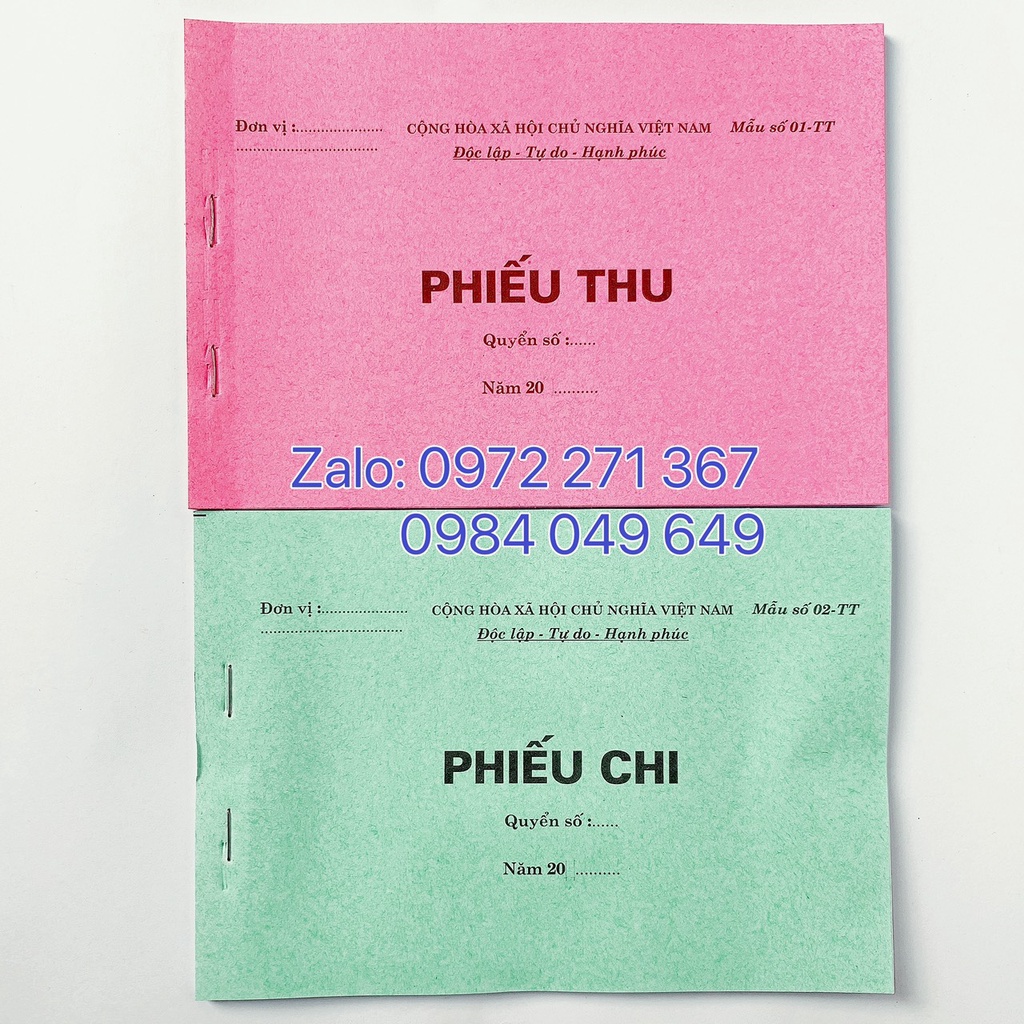 Đơn vị :..................... CỘNG HÒA XÃ HỘI CHỦ NGHĨA VIỆT NAM Mẫu số 01-TT
.................................. Độc lập - Tự do - Hạnh phúc
PHIẾU THU
Quyển số :......
Năm 20 ...........
Zalo: 0972 271 367
0984 049 649
Đơn vị :..................... CỘNG HÒA XÃ HỘI CHỦ NGHĨA VIỆT NAM Mẫu số 02-TT
.................................. Độc lập - Tự do - Hạnh phúc
PHIẾU CHI
Quyển số :......
Năm 20 ...........